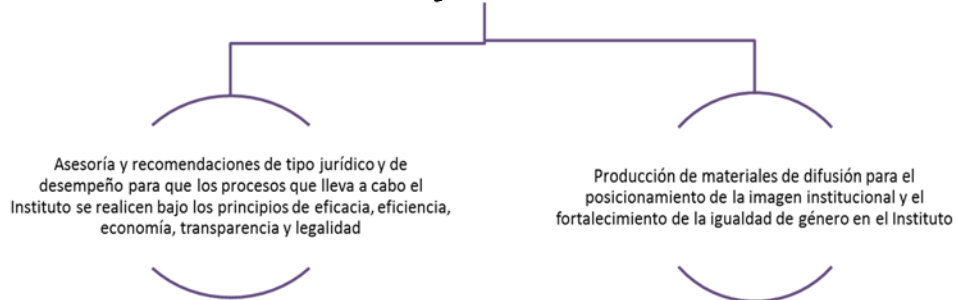 Asesoría y recomendaciones de tipo jurídico y de
desempeño para que los procesos que lleva a cabo el
Instituto se realicen bajo los principios de eficacia, eficiencia,
economía, transparencia y legalidad
Producción de materiales de difusión para el
posicionamiento de la imagen institucional y el
fortalecimiento de la igualdad de género en el Instituto